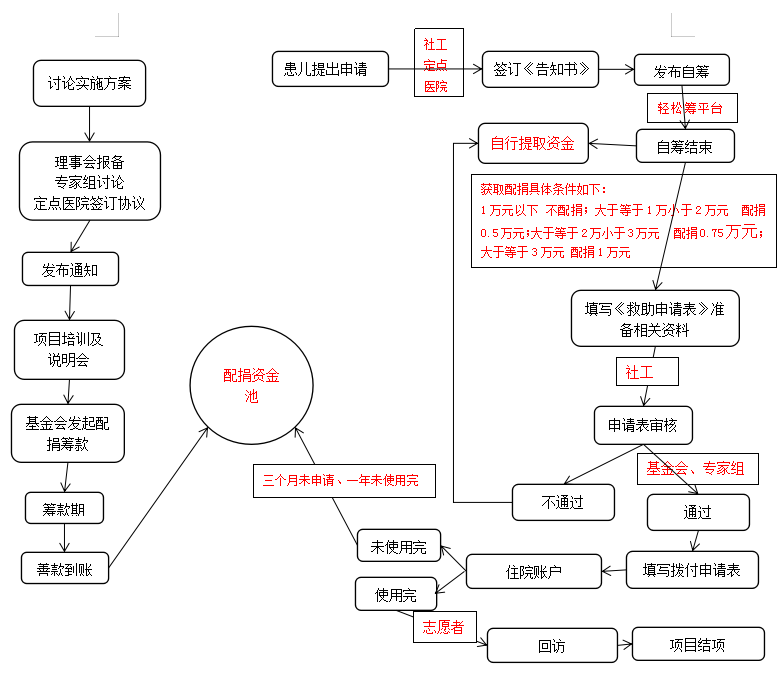 讨论实施方案
理事会报备
专家组讨论
定点医院签订协议
发布通知
项目培训及
说明会
基金会发起配
捐筹款
筹款期
善款到账
配捐资金
池
患儿提出申请
社工
定点
医院
签订《告知书》
发布自筹
轻松筹平台
自筹结束
自行提取资金
获取配捐具体条件如下:
1万元以下 不配捐; 大于等于1万小于2万元 配捐
0.5万元;大于等于2万小于3万元 配捐0.75万元;
大于等于3万元 配捐1万元
填写《救助申请表》准
备相关资料
社工
申请表审核
基金会、专家组
不通过
通过
填写拨付申请表
住院账户
未使用完
三个月未申请、一年未使用完
使用完
志愿者
回访
项目结项